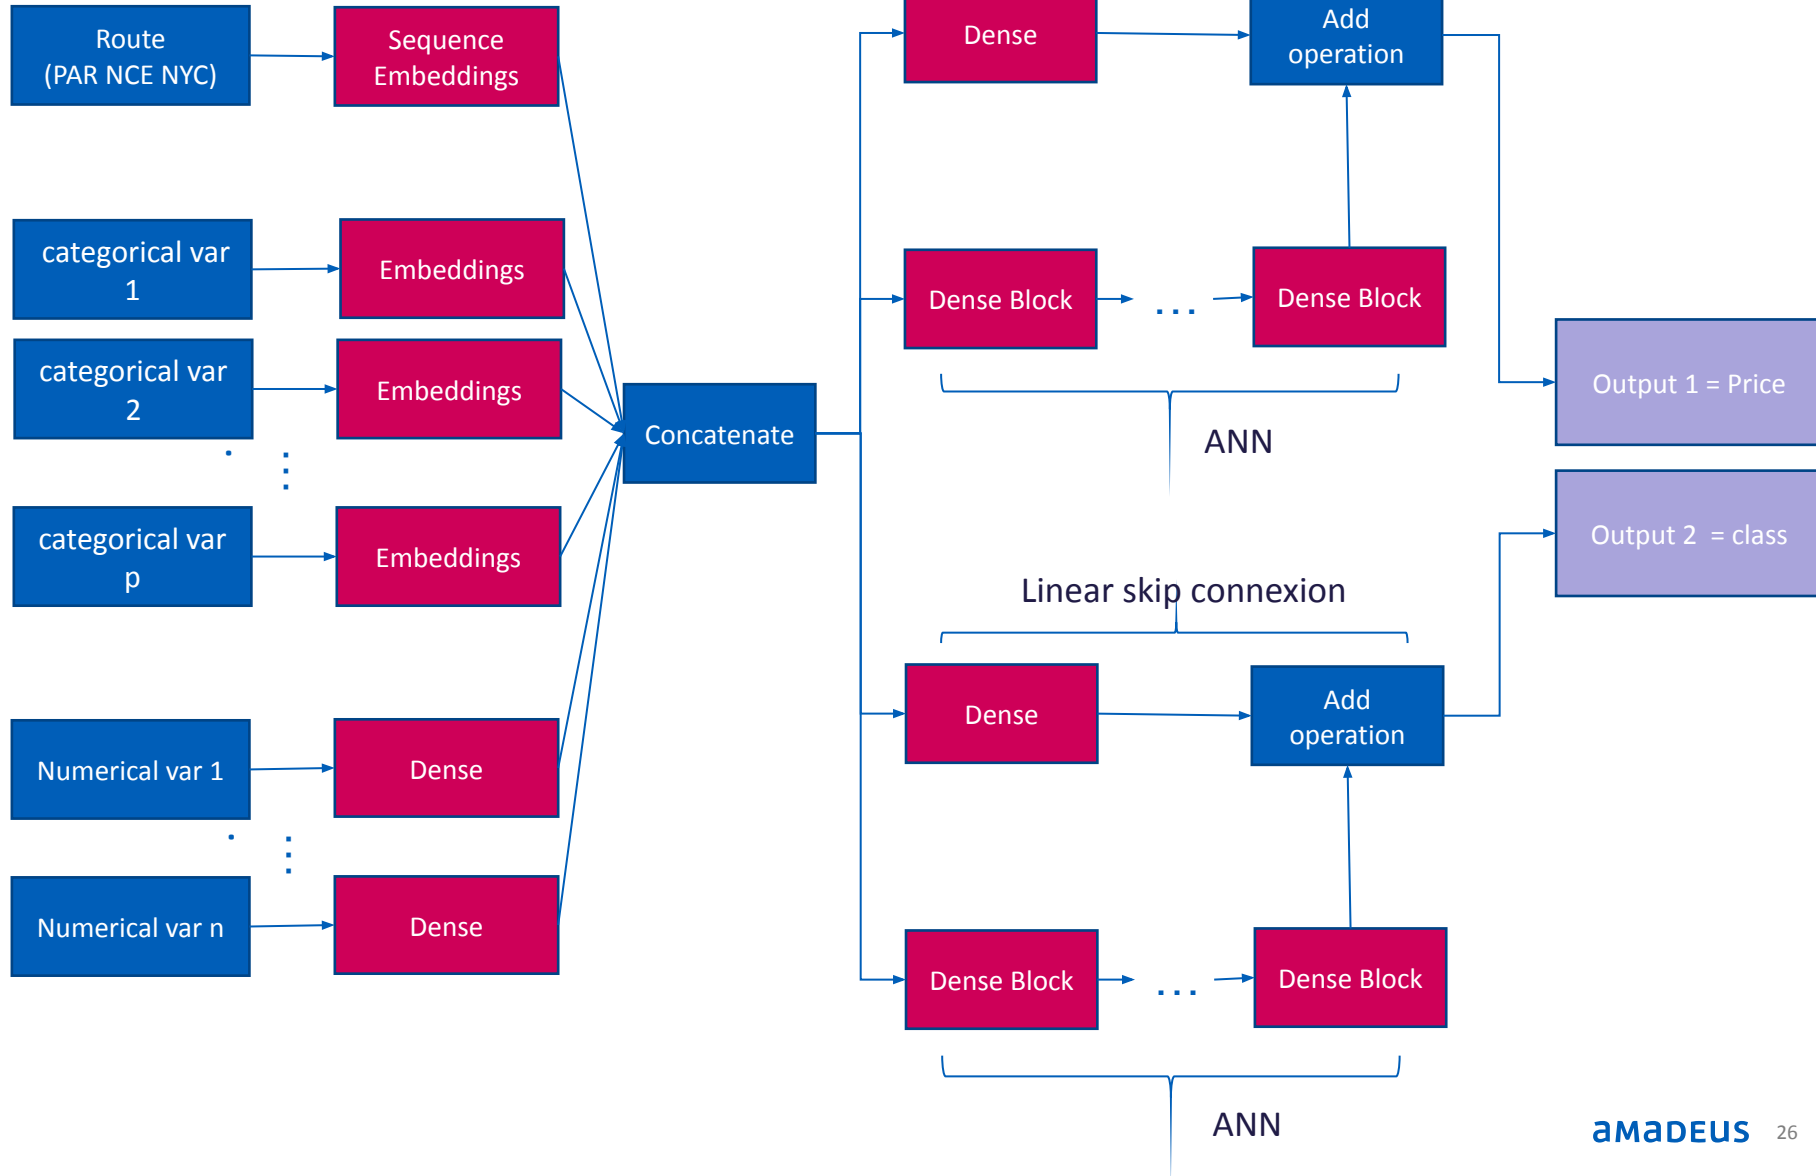 Route
(PAR NCE NYC)
Sequence
Embeddings
categorical var
1
Embeddings
categorical var
2
Embeddings
categorical var
p
Embeddings
Numerical var 1
Dense
Numerical var n
Dense
Concatenate
Dense
Add
operation
Dense Block
...
Dense Block
ANN
Output 1 = Price
Output 2 = class
Linear skip connexion
Dense
Add
operation
Dense Block
...
Dense Block
ANN
amadeus
26